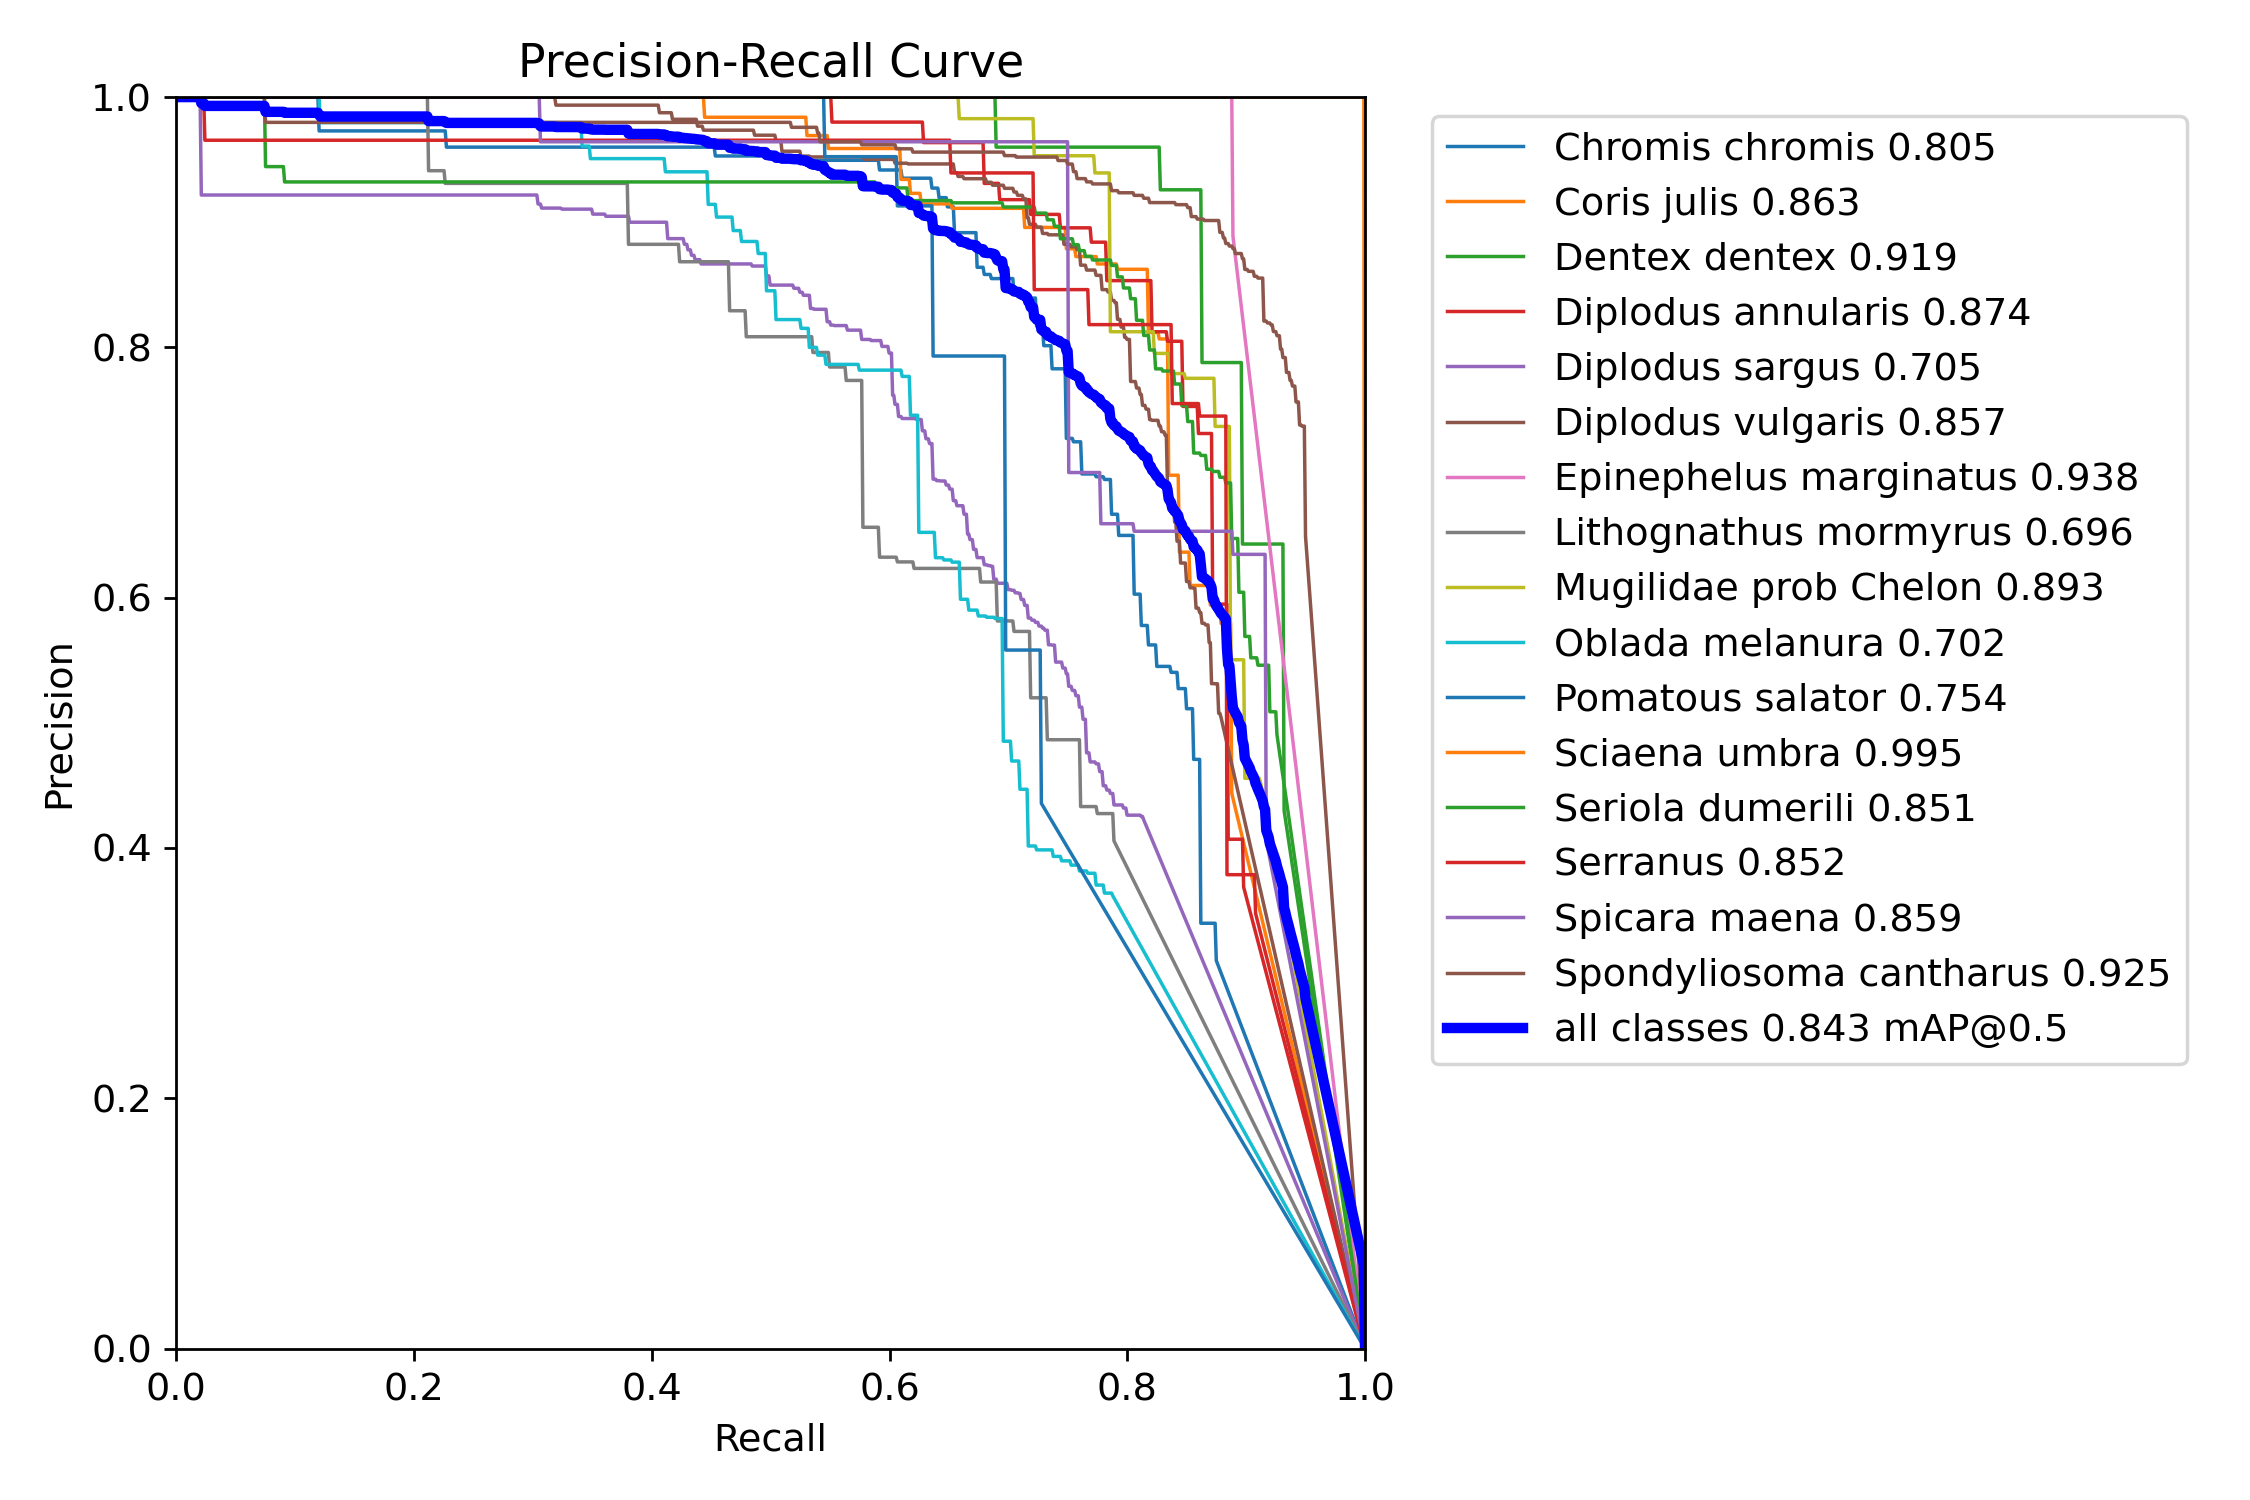 Precision-Recall Curve
1.0
0.8
0.6
0.4
0.2
0.0
Precision
0.0 0.2 0.4 0.6 0.8 1.0
Recall
Chromis chromis 0.805
Coris julis 0.863
Dentex dentex 0.919
Diplodus annularis 0.874
Diplodus sargus 0.705
Diplodus vulgaris 0.857
Epinephelus marginatus 0.938
Lithognathus mormyrus 0.696
Mugilidae prob Chelon 0.893
Oblada melanura 0.702
Pomatous salator 0.754
Sciaena umbra 0.995
Seriola dumerili 0.851
Serranus 0.852
Spicara maena 0.859
Spondyliosoma cantharus 0.925
all classes 0.843 mAP@0.5